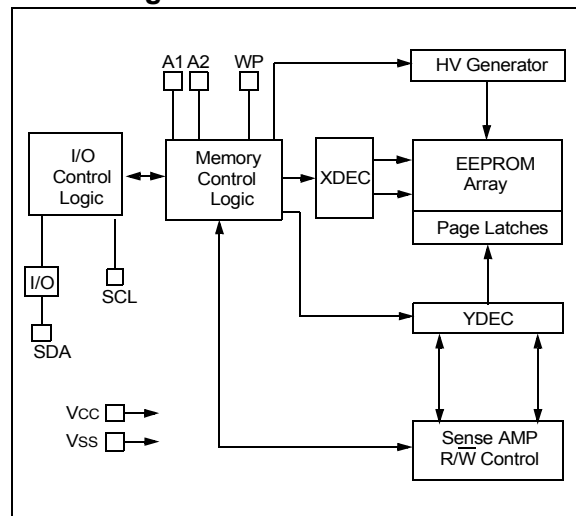 A1 A2 WP
HV Generator
I/O
Control
Logic
Memory
Control
Logic
XDEC
EEPROM
Array
Page Latches
I/O
SCL
SDA
YDEC
VCC
VSS
Sense AMP
R/W̅ Control